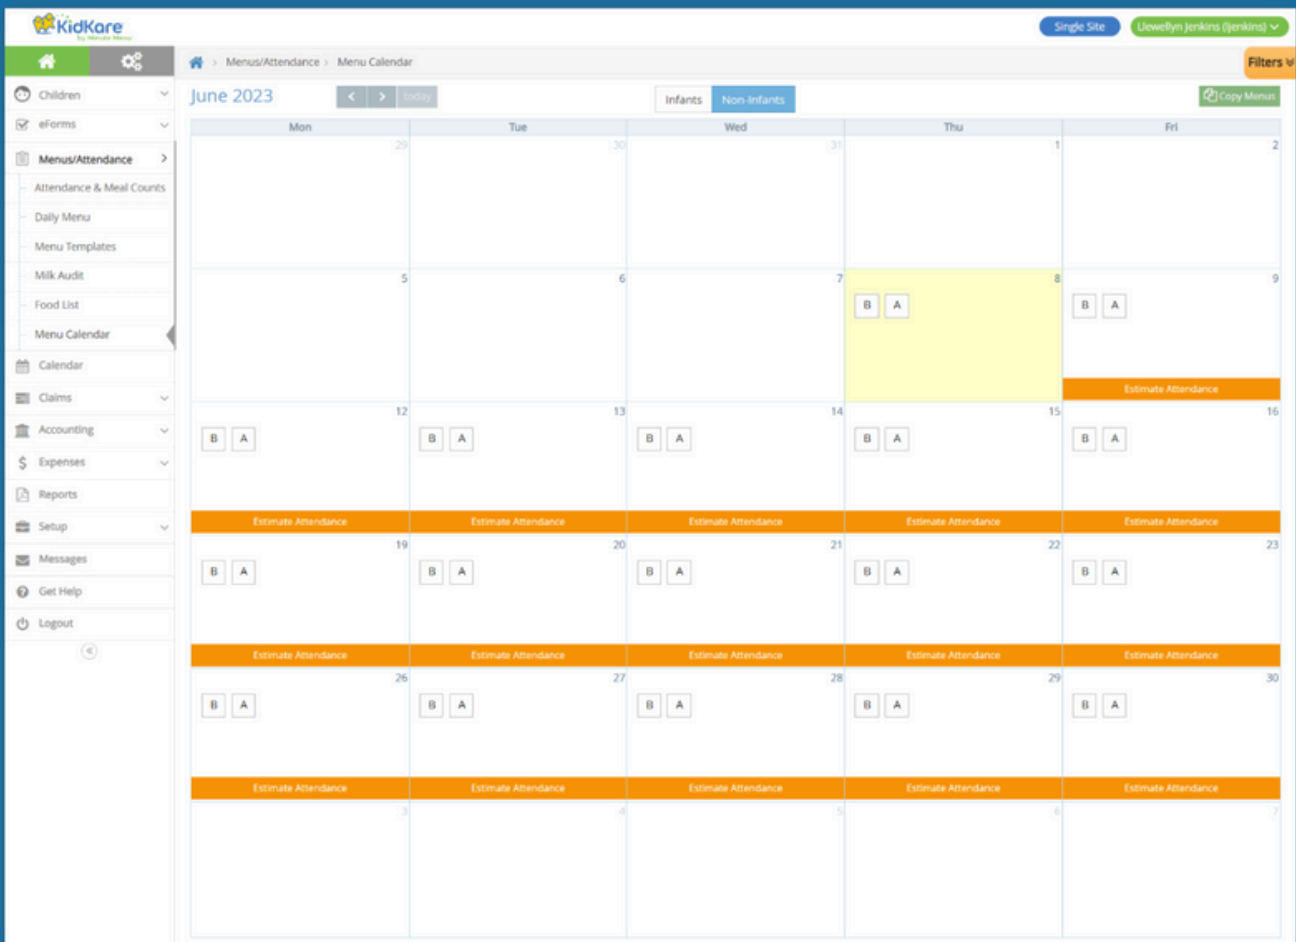 KidKare
by Minute Menu
Single Site
Llewellyn Jenkins (ljenkins)
Menus/Attendance
Menu Calendar
Filters
Children
June 2023
< > today
Infants
Non-Infants
Copy Menus
eForms
Menus/Attendance
Attendance & Meal Counts
Daily Menu
Menu Templates
Milk Audit
Food List
Menu Calendar
Calendar
Claims
Accounting
Expenses
Reports
Setup
Messages
Get Help
Logout
Mon Tue Wed Thu Fri
29 30 31 1 2
5 6 7 8 9
B A B A
Estimate Attendance
12 13 14 15 16
B A B A B A B A B A
Estimate Attendance Estimate Attendance Estimate Attendance Estimate Attendance Estimate Attendance
19 20 21 22 23
B A B A B A B A B A
Estimate Attendance Estimate Attendance Estimate Attendance Estimate Attendance Estimate Attendance
26 27 28 29 30
B A B A B A B A B A
Estimate Attendance Estimate Attendance Estimate Attendance Estimate Attendance Estimate Attendance
3 4 5 6 7